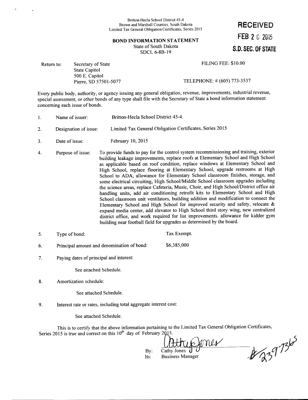 Britton-Hecla School District 45-4
Britton and Marshall Counties, South Dakota
Limited Tax General Obligation Certificates, Series 2015
RECEIVED
FEB 20 2015
S.D. SEC. OF STATE
BOND INFORMATION STATEMENT
State of South Dakota
SDCL 6-8B-19
Return to: Secretary of State FILING FEE: $10.00
State Capitol
500 E. Capitol
Pierre, SD 57501-5077 TELEPHONE: # (605) 773-3537
Every public body, authority, or agency issuing any general obligation, revenue, improvements, industrial revenue,
special assessment, or other bonds of any type shall file with the Secretary of State a bond information statement
concerning each issue of bonds.
1. Name of issuer: Britton-Hecla School District 45-4
2. Designation of issue: Limited Tax General Obligation Certificates, Series 2015
3. Date of issue: February 10, 2015
4. Purpose of issue: To provide funds to pay for the control system recommissioning and training, exterior
building leakage improvements, replace roofs at Elementary School and High School
as applicable based on roof condition, replace windows at Elementary School and
High School, replace flooring at Elementary School, upgrade restrooms at High
School to ADA, allowance for Elementary School classroom finishes, storage, and
some electrical circuiting, High School/Middle School classroom upgrades including
the science areas, replace Cafeteria, Music, Choir, and High School/District office air
handling units, add air conditioning retrofit kits to Elementary School and High
School classroom unit ventilators, building addition and modification to connect the
Elementary School and High School for improved security and safety, relocate &
expand media center, add elevator to High School third story wing, new centralized
district office, and work required for list improvements. allowance for kidder gym
building near football field for upgrades as determined by the board.
5. Type of bond: Tax Exempt.
6. Principal amount and denomination of bond: $6,385,000
7. Paying dates of principal and interest:
See attached Schedule.
8. Amortization schedule:
See attached Schedule.
9. Interest rate or rates, including total aggregate interest cost:
See attached Schedule.
This is to certify that the above information pertaining to the Limited Tax General Obligation Certificates,
Series 2015 is true and correct on this 10th day of February 2015.
Cathy Jones
By: Cathy Jones
Its: Business Manager
#2397365